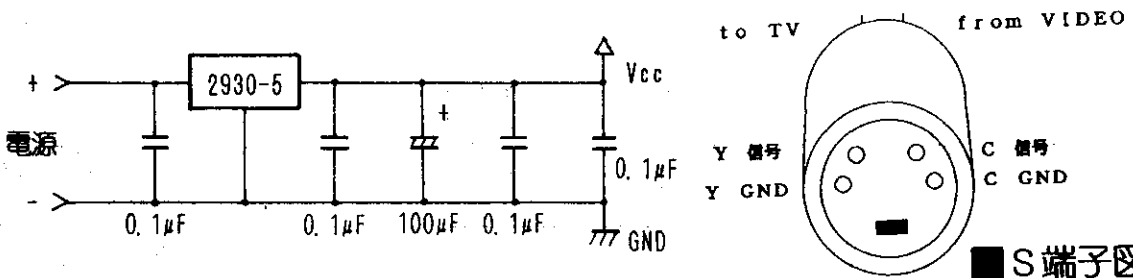 to TV from VIDEO
+ 2930-5 Vcc
+
電源
0.1μF
- 0.1μF 0.1μF 100μF 0.1μF
GND
Y 信号 C 信号
Y GND C GND
■S端子図